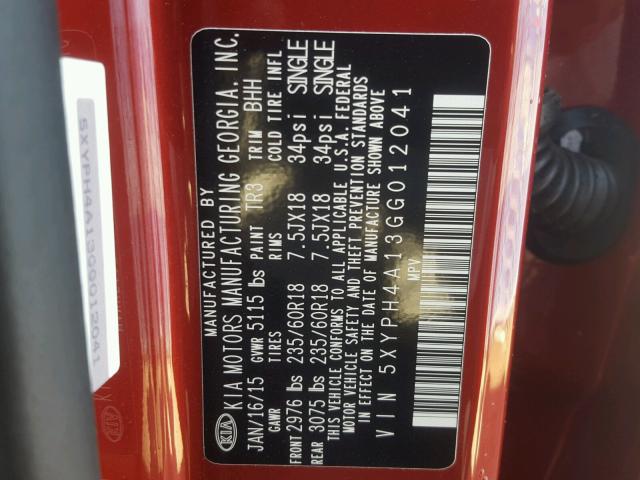 MANUFACTURED BY
KIA KIA MOTORS MANUFACTURING GEORGIA, INC.
JAN/16/15 GVWR 5115 lbs PAINT TR3 TRIM BHH
GAWR TIRES RIMS COLD TIRE INFL
FRONT 2976 lbs 235/60R18 7.5JX18 34psi SINGLE
REAR 3075 lbs 235/60R18 7.5JX18 34psi SINGLE
THIS VEHICLE CONFORMS TO ALL APPLICABLE U.S.A. FEDERAL
MOTOR VEHICLE SAFETY AND THEFT PREVENTION STANDARDS
IN EFFECT ON THE DATE OF MANUFACTURE SHOWN ABOVE
VIN 5XYPH4A13GG012041
MPV
5XYPH4A13GG012041
KIA